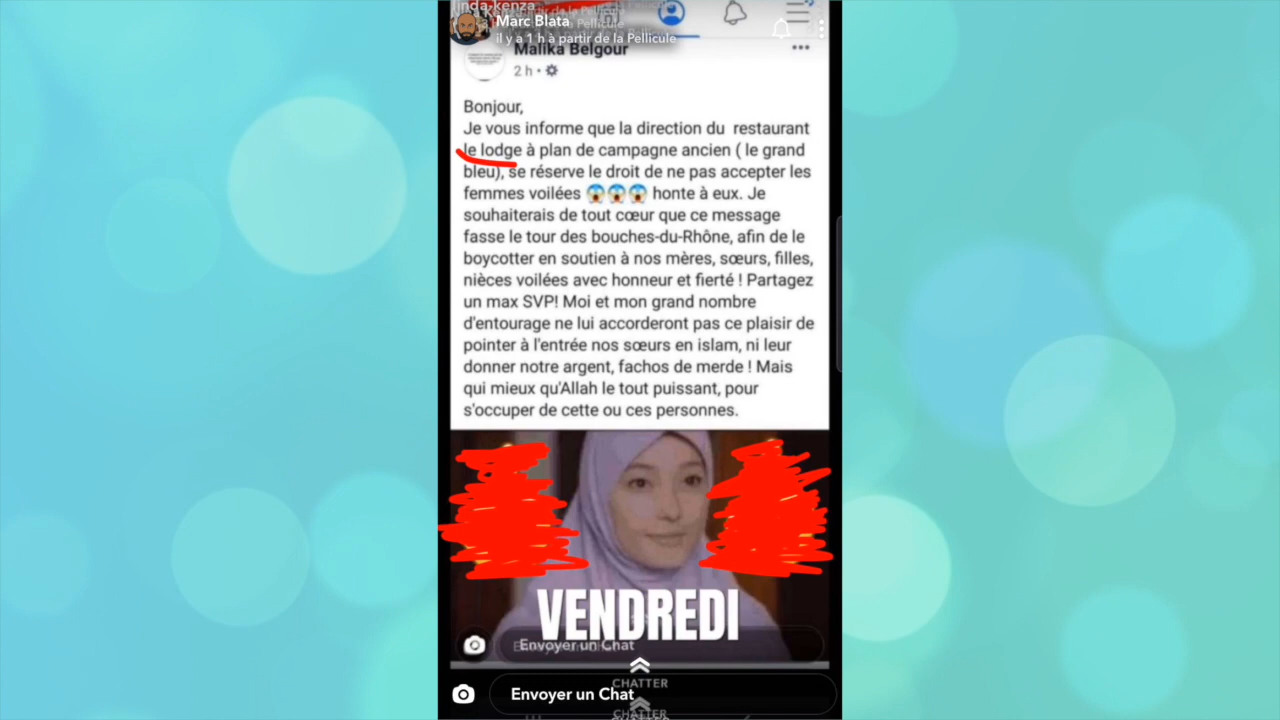 linda-kenza
Marc Blata
il y a 1 h à partir de la Pellicule
Malika Belgour
2 h
Bonjour,
Je vous informe que la direction du restaurant
le lodge à plan de campagne ancien ( le grand
bleu), se réserve le droit de ne pas accepter les
femmes voilées 😱😱😱 honte à eux. Je
souhaiterais de tout cœur que ce message
fasse le tour des bouches-du-Rhône, afin de le
boycotter en soutien à nos mères, sœurs, filles,
nièces voilées avec honneur et fierté ! Partagez
un max SVP! Moi et mon grand nombre
d'entourage ne lui accorderont pas ce plaisir de
pointer à l'entrée nos sœurs en islam, ni leur
donner notre argent, fachos de merde ! Mais
qui mieux qu'Allah le tout puissant, pour
s'occuper de cette ou ces personnes.
VENDREDI
Envoyer un Chat
CHATTER
Envoyer un Chat
CHATTER